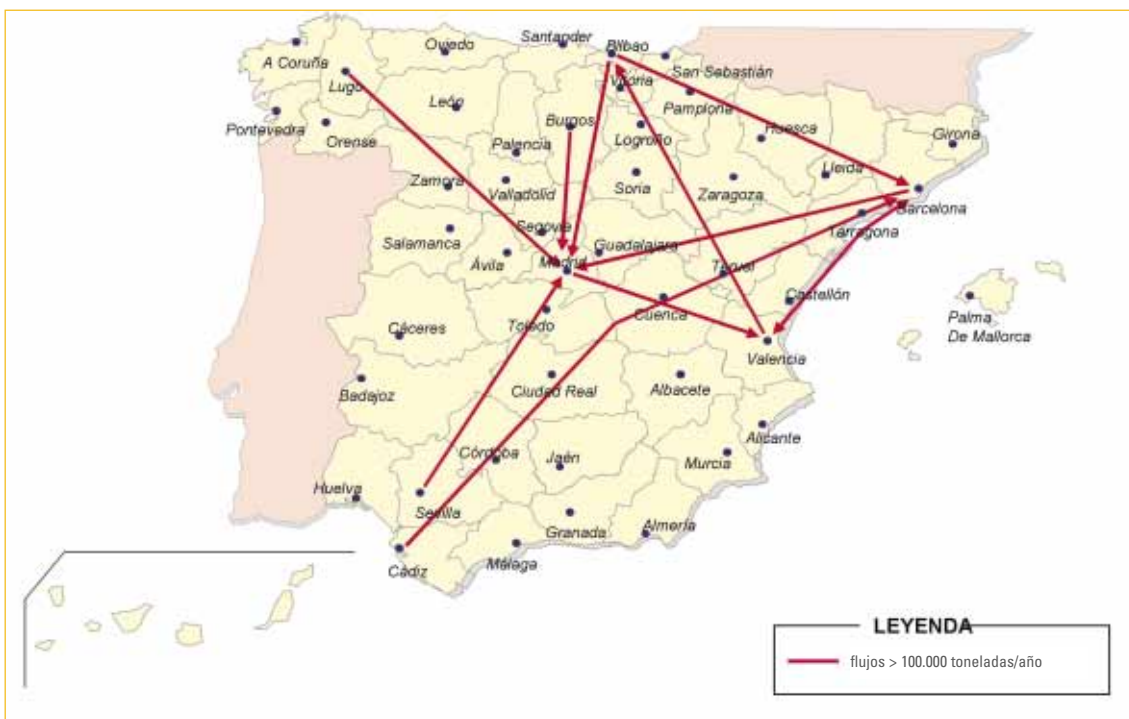 Santander
Bilbao
Oviedo
A Coruña
San Sebastián
Lugo
Vitoria
León
Pamplona
Burgos
Huesca
Pontevedra
Logroño
Girona
Orense
Palencia
Lleida
Zamora
Valladolid
Soria
Zaragoza
Barcelona
Segovia
Tarragona
Salamanca
Guadalajara
Ávila
Madrid
Teruel
Castellón
Toledo
Cuenca
Palma
De Mallorca
Cáceres
Valencia
Ciudad Real
Albacete
Badajoz
Alicante
Córdoba
Jaén
Murcia
Huelva
Sevilla
Granada
Almería
Málaga
Cádiz
LEYENDA
flujos > 100.000 toneladas/año